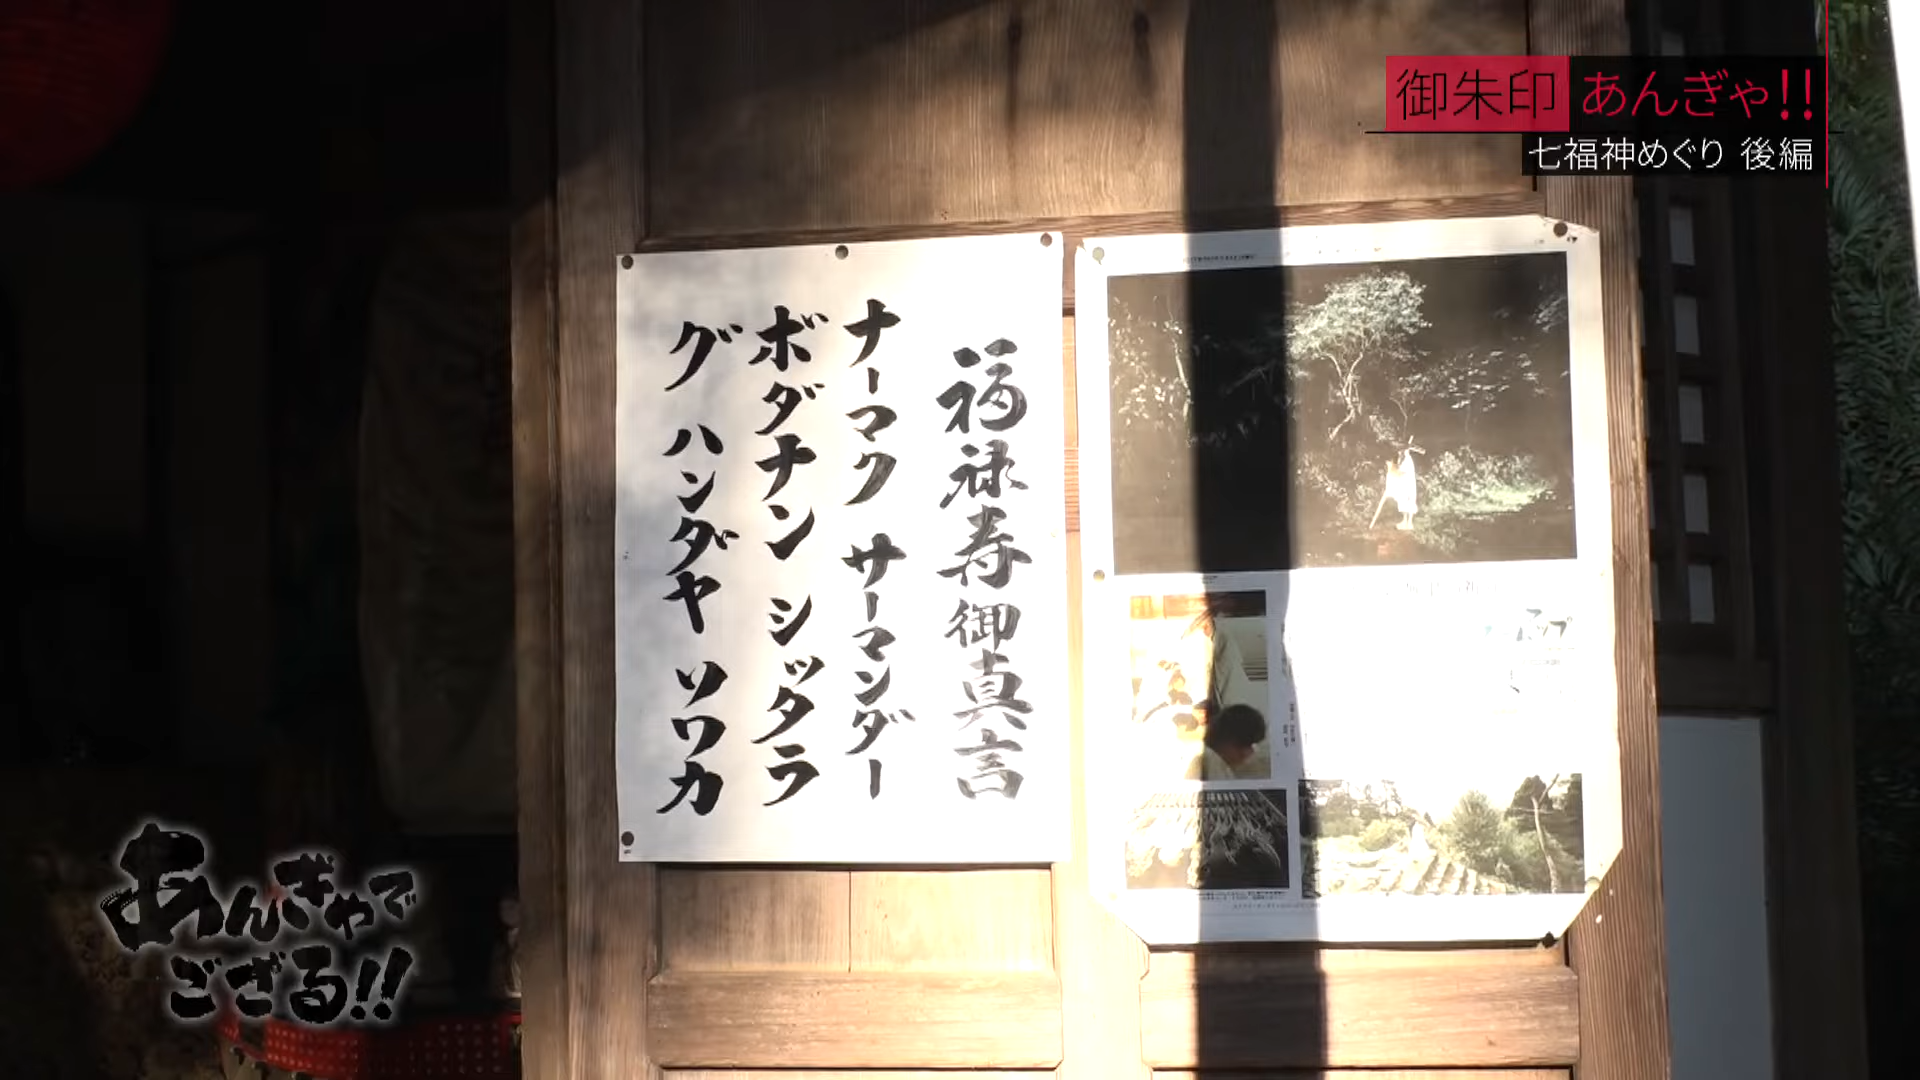 御朱印 あんぎゃ!!
七福神めぐり 後編
福禄寿御真言
ナーマク サーマンダー
ボダナン シッタラ
グ ハンダヤ ソワカ
あんぎゃで
ござる!!